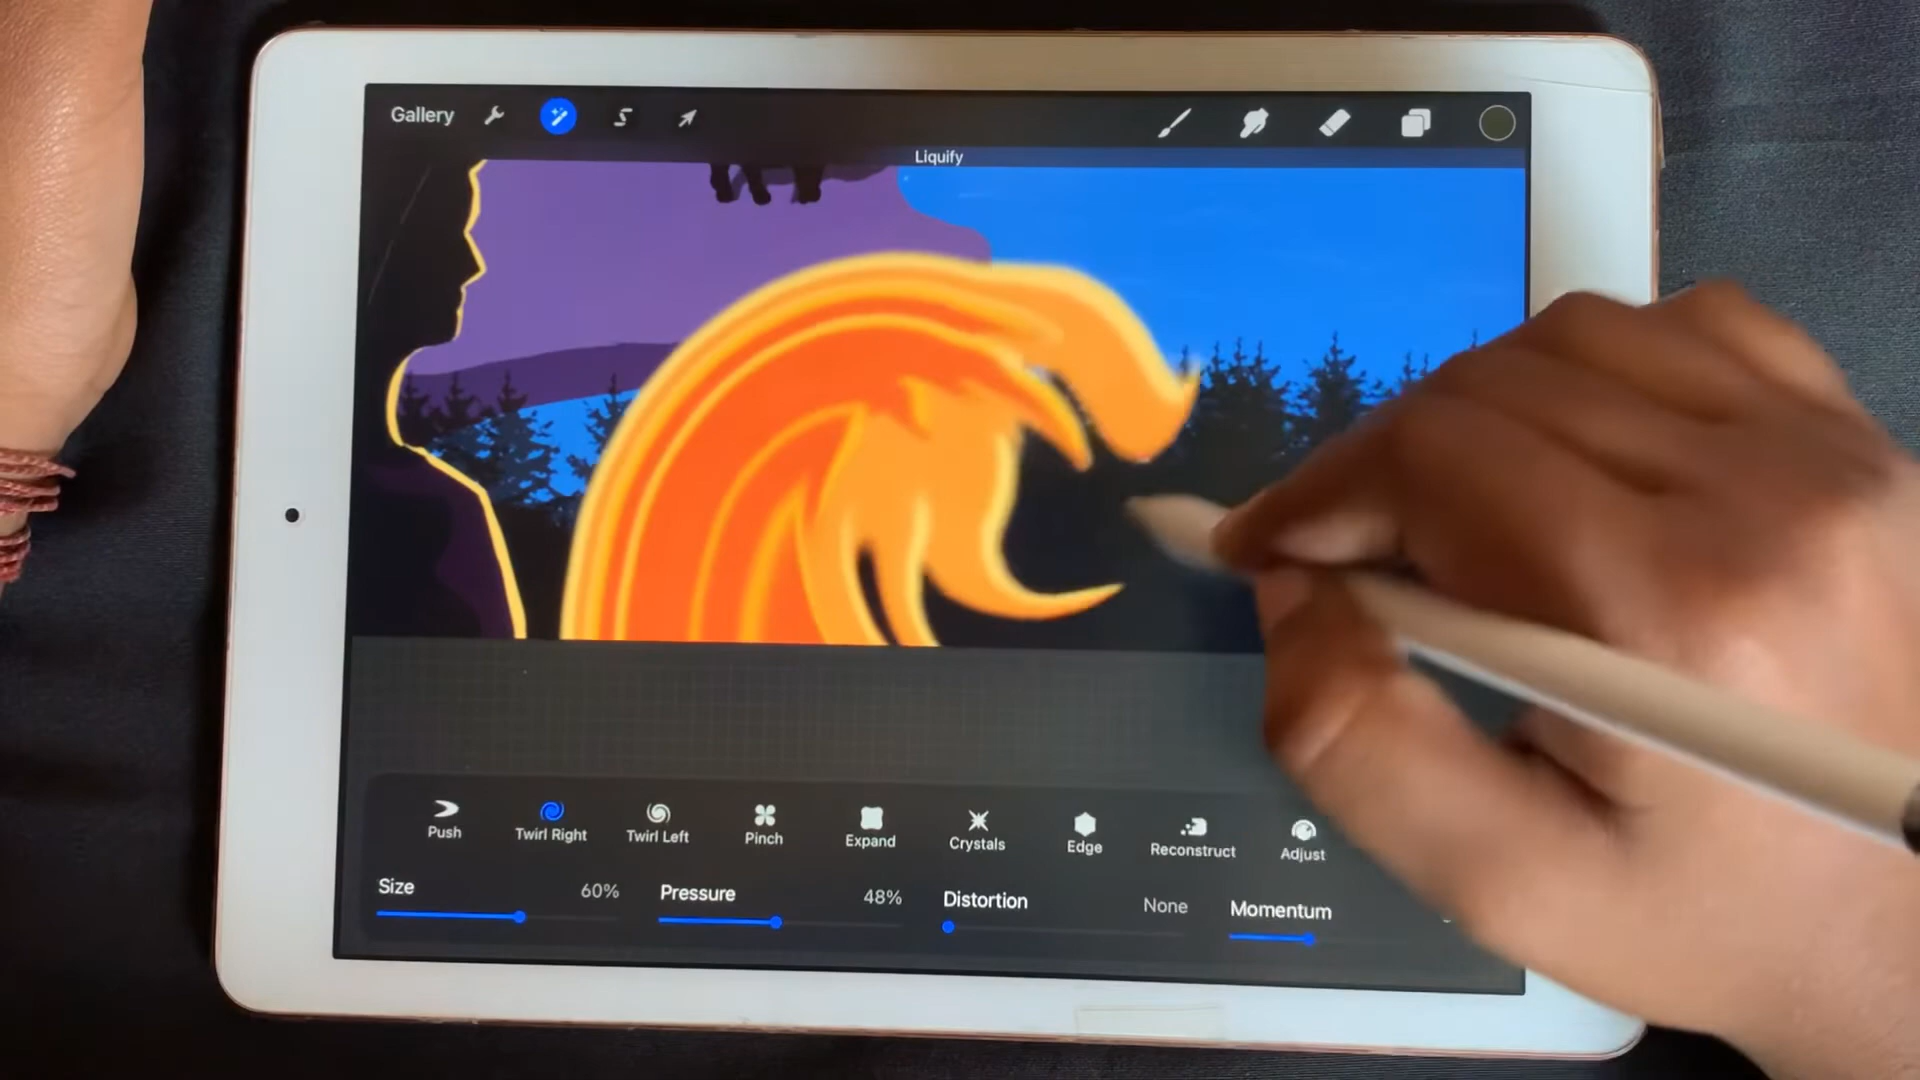 Gallery
Liquify
Push Twirl Right Twirl Left Pinch Expand Crystals Edge Reconstruct Adjust
Size 60% Pressure 48% Distortion None Momentum